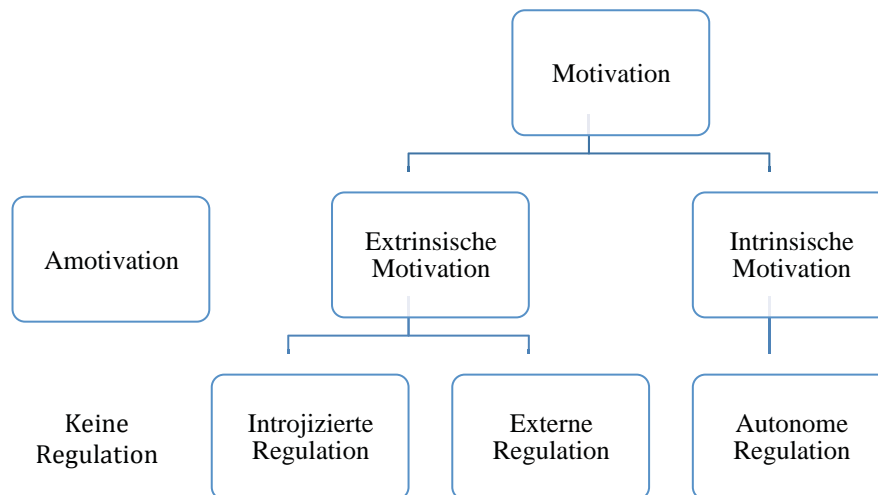 Motivation
Amotivation
Extrinsische
Motivation
Intrinsische
Motivation
Keine
Regulation
Introjizierte
Regulation
Externe
Regulation
Autonome
Regulation